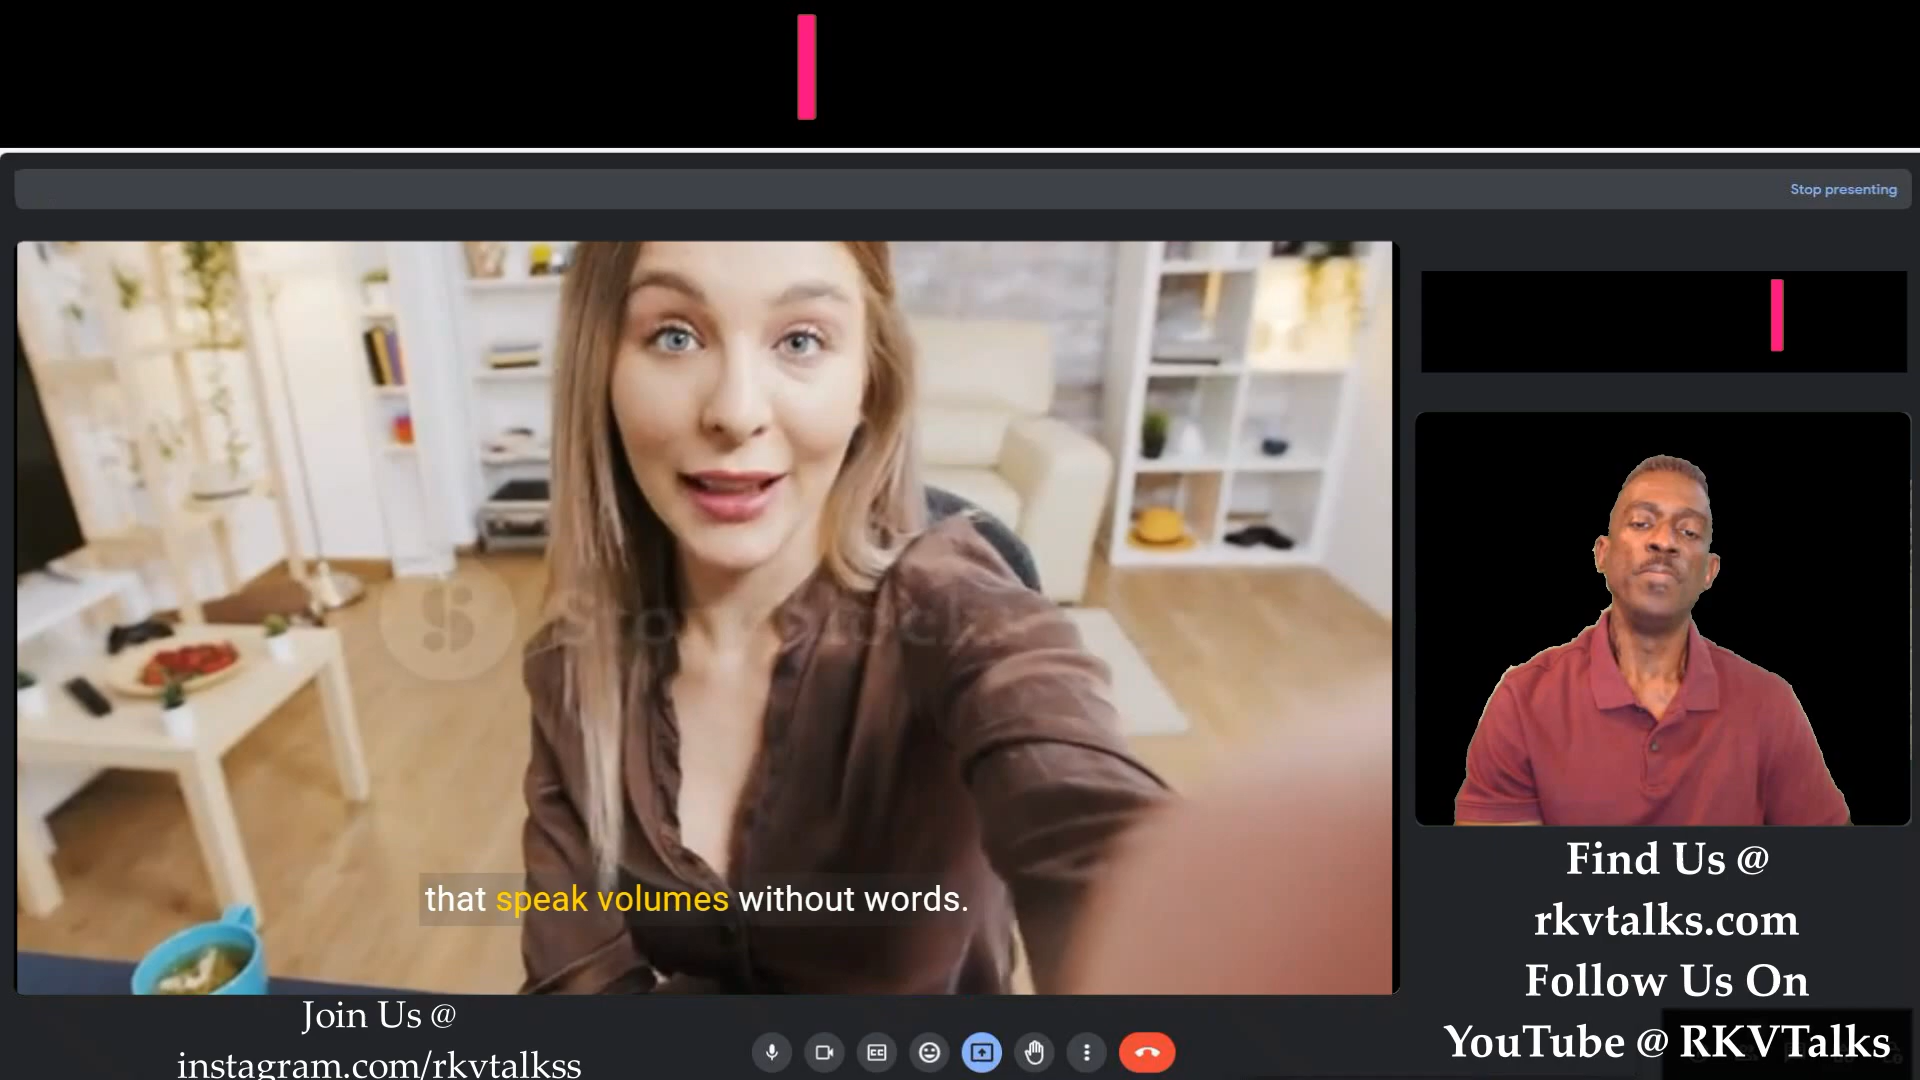 Stop presenting
StoryBlocks
that speak volumes without words.
Find Us @
rkvtalks.com
Follow Us On
YouTube @ RKVTalks
Join Us @
instagram.com/rkvtalkss